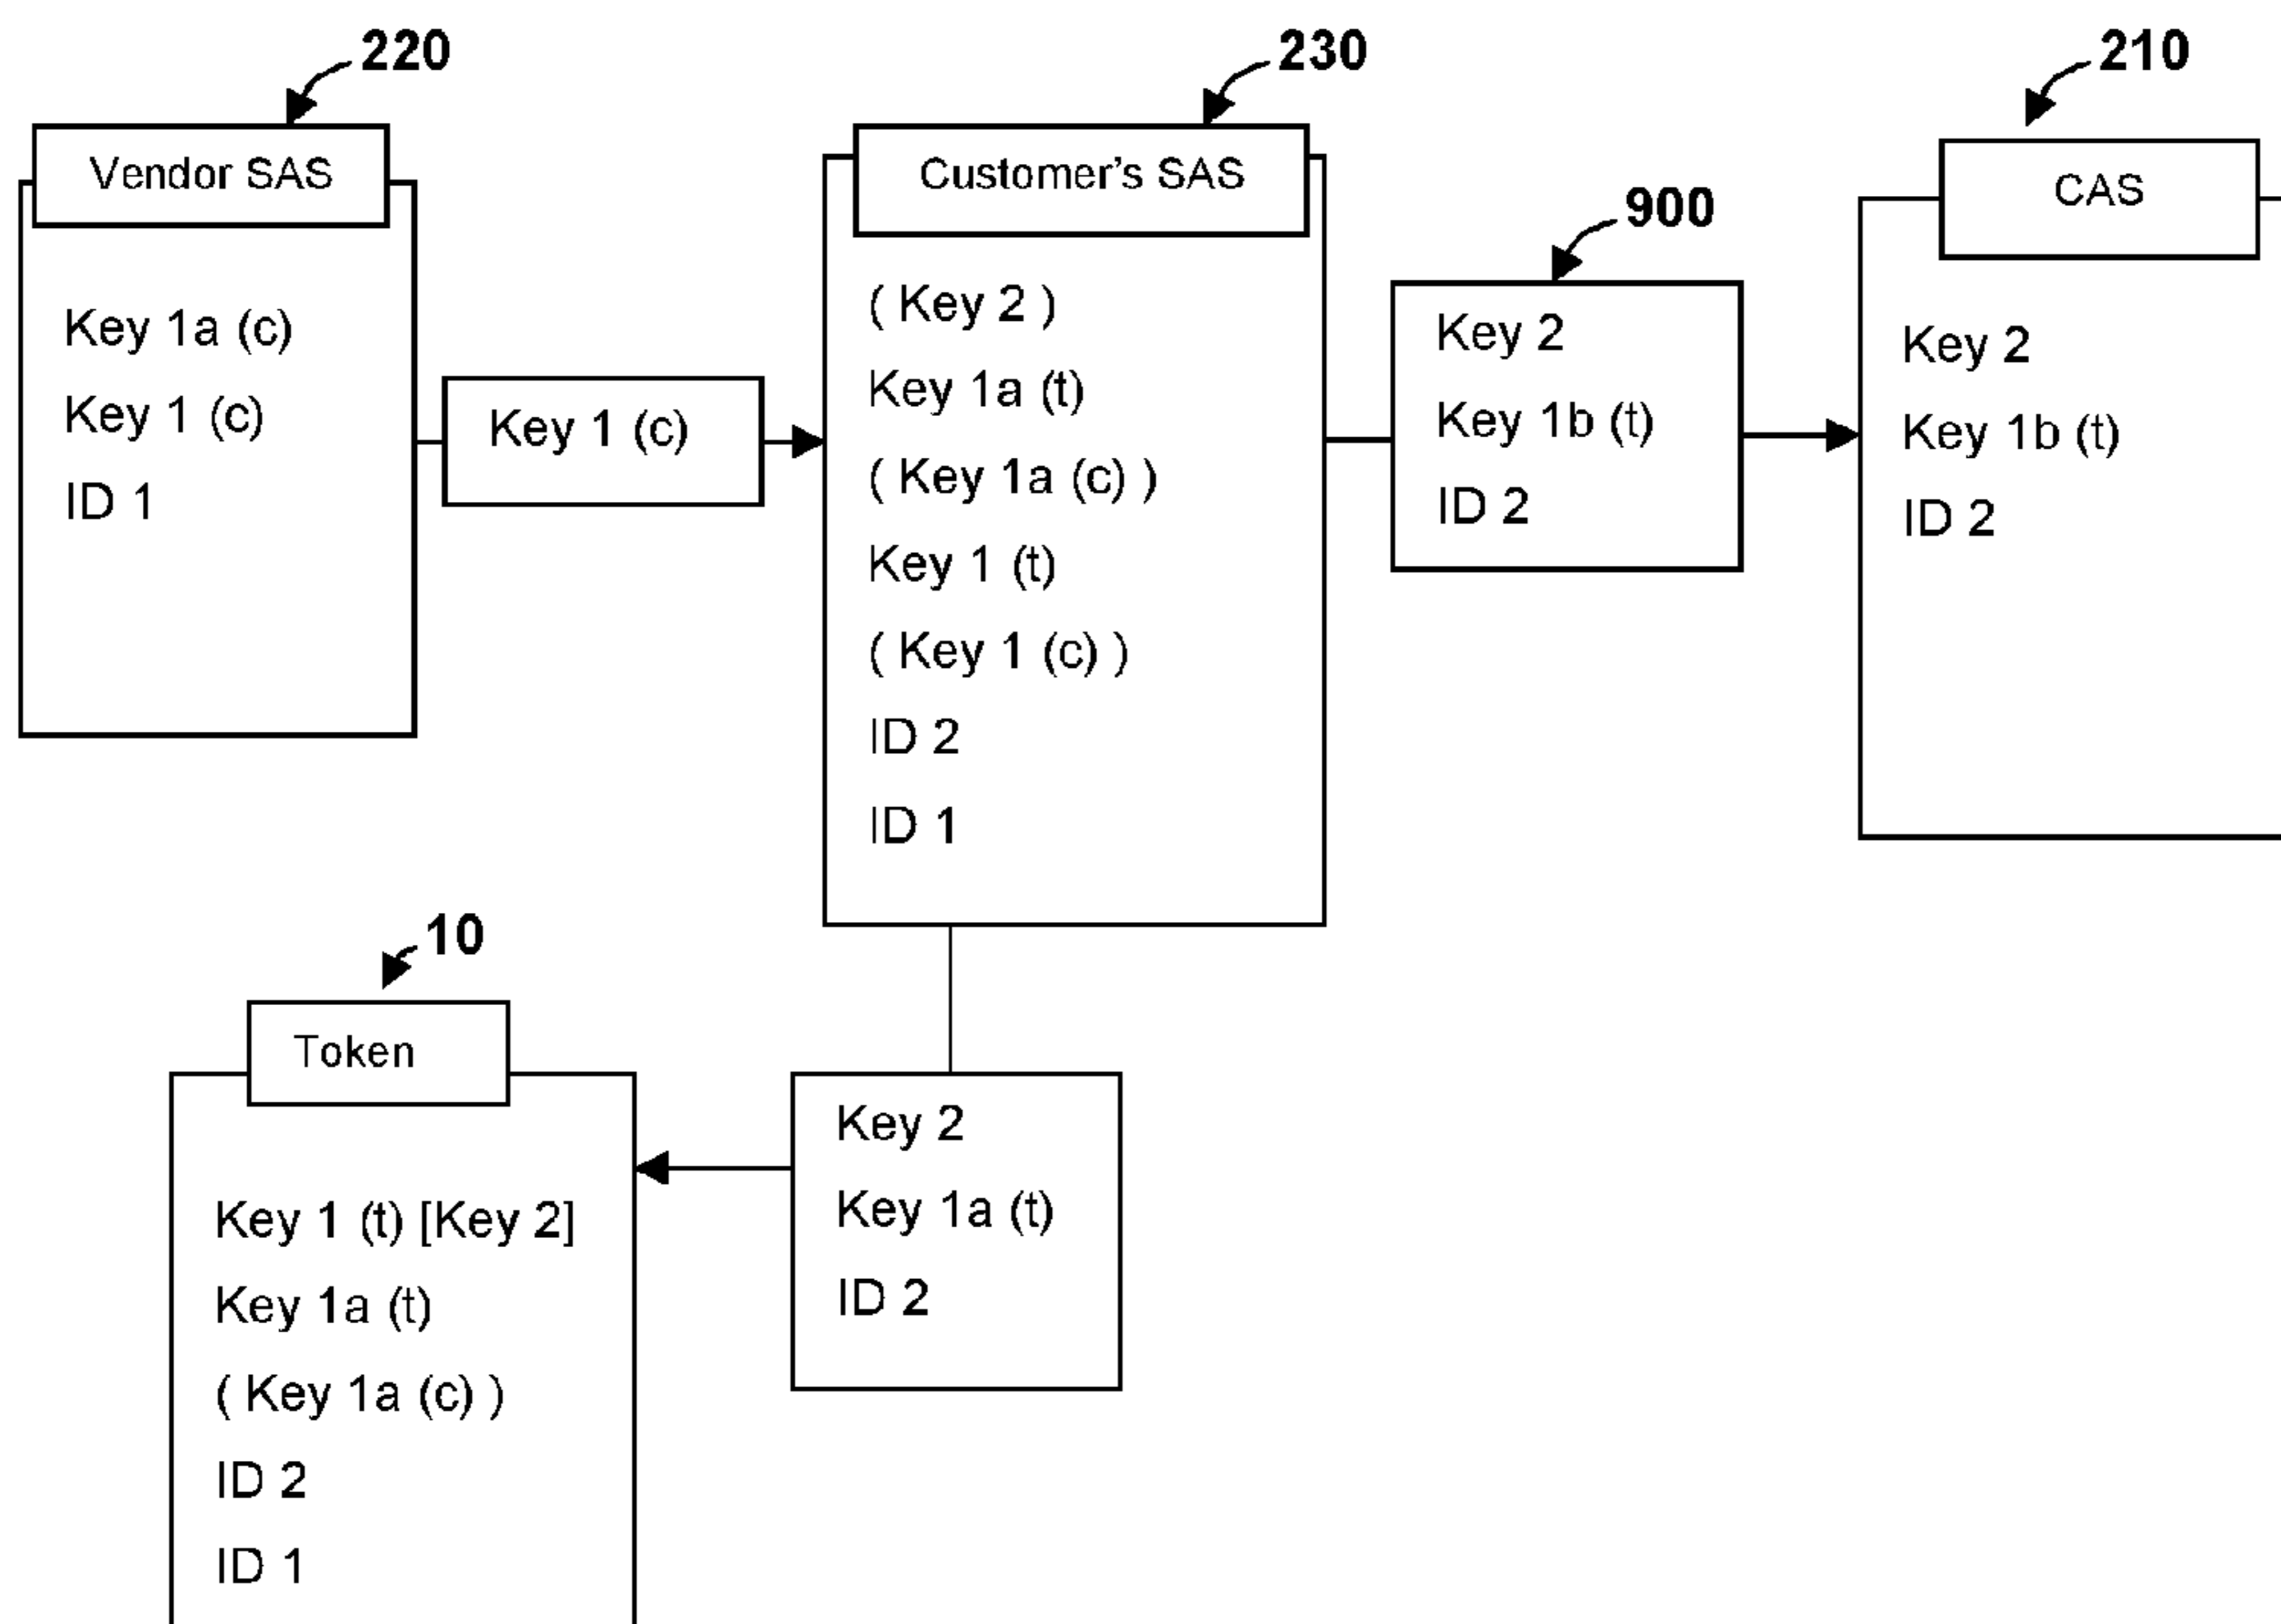 220
Vendor SAS
Key 1a (c)
Key 1 (c)
ID 1
Key 1 (c)
230
Customer's SAS
( Key 2 )
Key 1a (t)
( Key 1a (c) )
Key 1 (t)
( Key 1 (c) )
ID 2
ID 1
900
Key 2
Key 1b (t)
ID 2
210
CAS
Key 2
Key 1b (t)
ID 2
10
Token
Key 1 (t) [Key 2]
Key 1a (t)
( Key 1a (c) )
ID 2
ID 1
Key 2
Key 1a (t)
ID 2